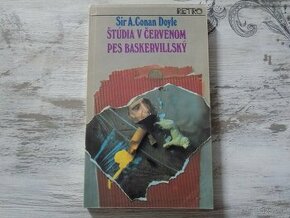 RETRO
Sir A. Conan Doyle
ŠTÚDIA V ČERVENOM
PES BASKERVILLSKÝ